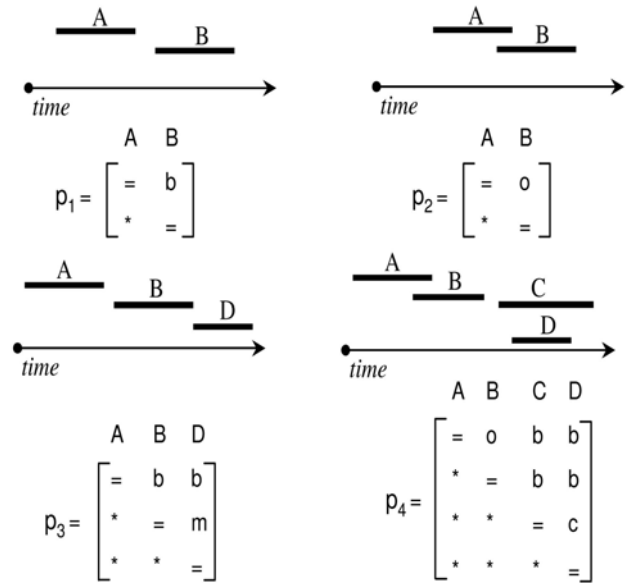 A
B
time
A B
p1 = [ = b
* = ]
A
B
time
A B
p2 = [ = o
* = ]
A
B
D
time
A B D
p3 = [ = b b
* = m
* * = ]
A
B
C
D
time
A B C D
p4 = [ = o b b
* = b b
* * = c
* * * = ]